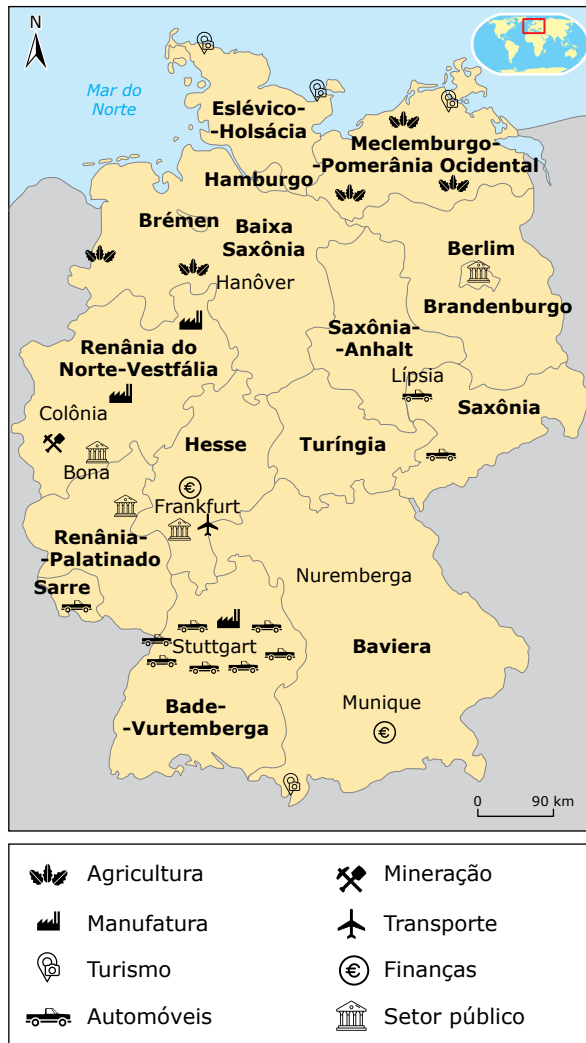 N
Mar do
Norte
Eslévico-
-Holsácia
Meclemburgo-
-Pomerânia Ocidental
Hamburgo
Brémen
Baixa
Saxônia
Hanôver
Berlim
Brandenburgo
Saxônia-
-Anhalt
Renânia do
Norte-Vestfália
Lípsia
Saxônia
Colônia
Hesse
Turíngia
Bona
Frankfurt
Renânia-
-Palatinado
Nuremberga
Sarre
Stuttgart
Baviera
Bade-
-Vurtemberga
Munique
€
€
0 90 km
Agricultura
Mineração
Manufatura
Transporte
Turismo
€ Finanças
Automóveis
Setor público